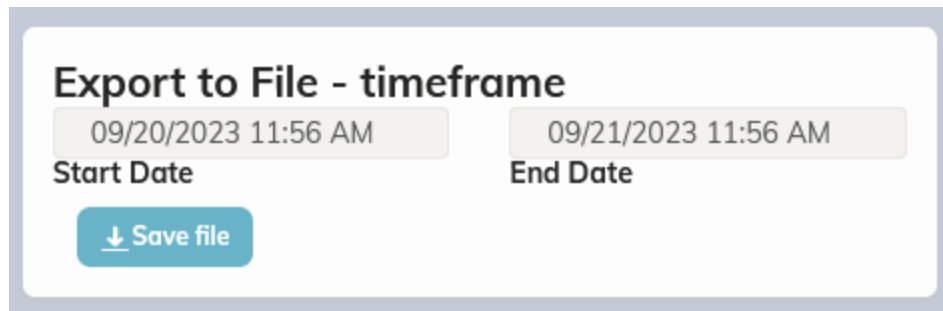 Export to File - timeframe
09/20/2023 11:56 AM 09/21/2023 11:56 AM
Start Date End Date
Save file